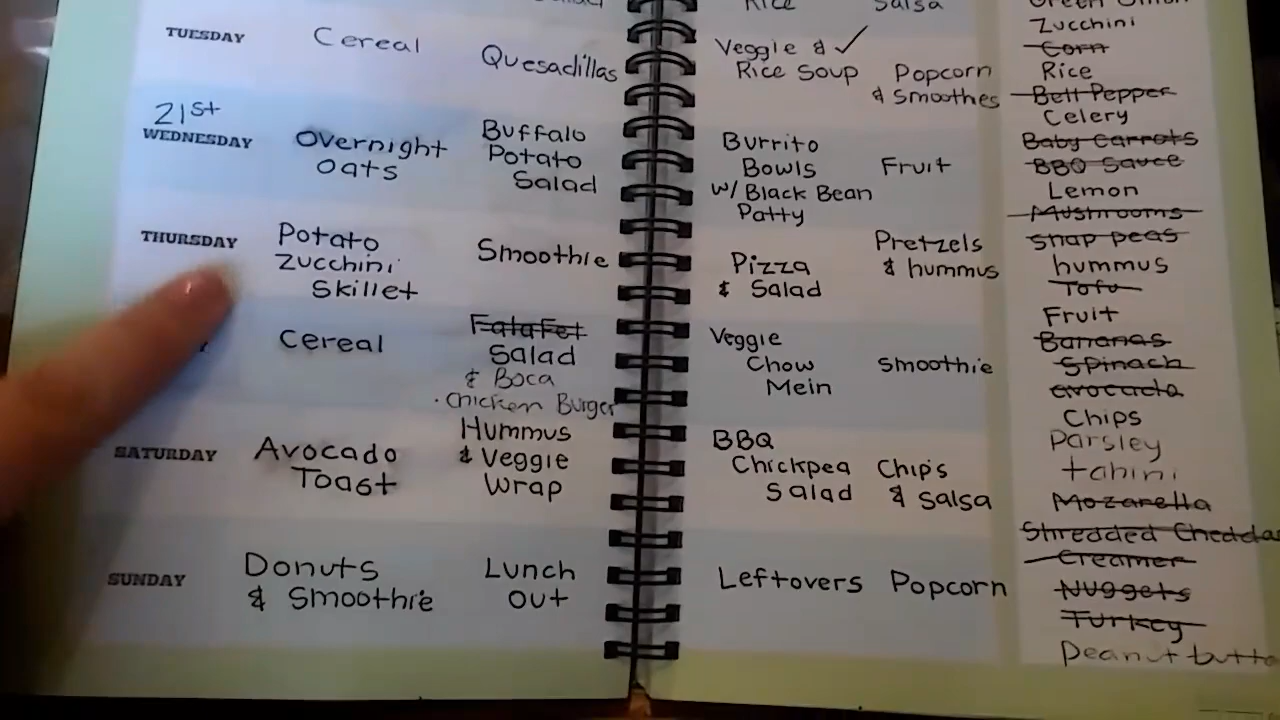 Rice
Salsa
TUESDAY
Cereal
Quesadillas
Veggie & ✓
Rice Soup
Popcorn
& Smoothes
21st
WEDNESDAY
Overnight
Oats
Buffalo
Potato
Salad
Burrito
Bowls
w/ Black Bean
Patty
Fruit
THURSDAY
Potato
Zucchini
Skillet
Smoothie
Pizza
& Salad
Pretzels
& hummus
Cereal
Falafel
Salad
& Boca
Chicken Burger
Veggie
Chow
Mein
Smoothie
SATURDAY
Avocado
Toast
Hummus
& Veggie
Wrap
BBQ
Chickpea
Salad
Chips
& Salsa
SUNDAY
Donuts
& Smoothie
Lunch
Out
Leftovers
Popcorn
Green Onion
Zucchini
Corn
Rice
Bell Pepper
Celery
Baby Carrots
BBQ Sauce
Lemon
Mushrooms
Snap peas
hummus
Tofu
Fruit
Bananas
Spinach
avocado
Chips
Parsley
tahini
Mozarella
Shredded Cheddar
Creamer
Nuggets
Turkey
Peanut butte